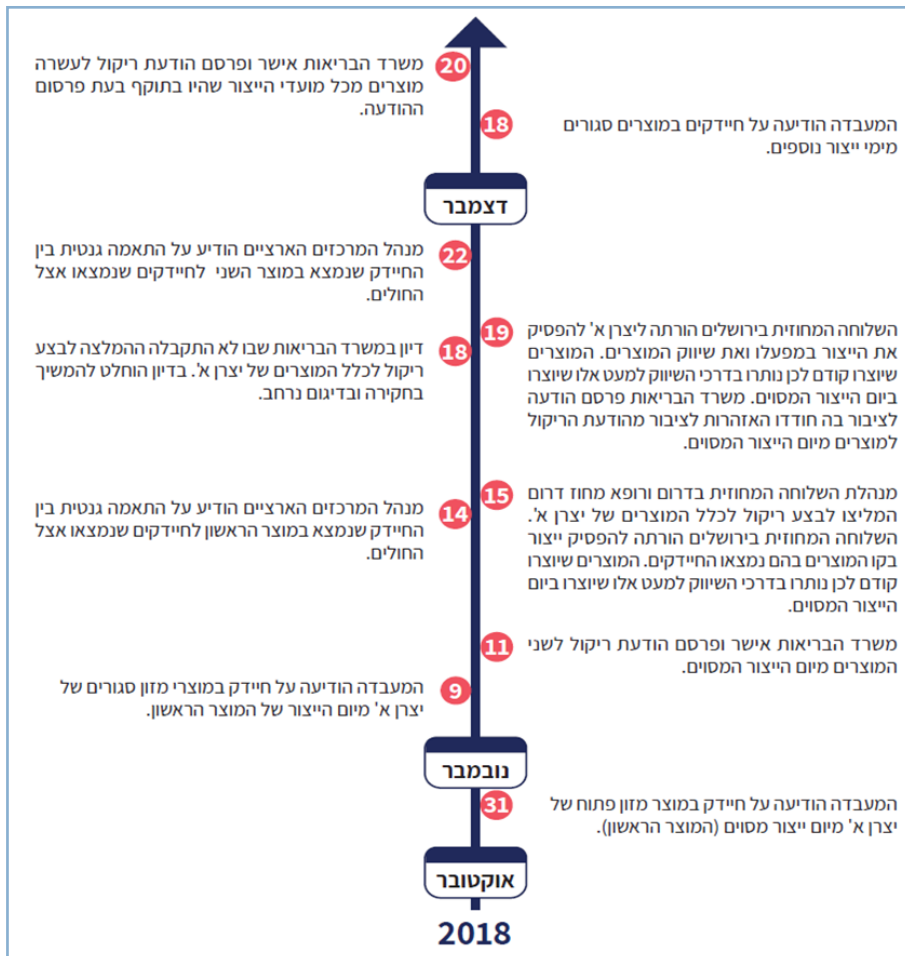 20
משרד הבריאות אישר ופרסם הודעת ריקול לעשרה
מוצרים מכל מועדי הייצור שהיו בתוקף בעת פרסום
ההודעה.
18
המעבדה הודיעה על חיידקים במוצרים סגורים
מימי ייצור נוספים.
דצמבר
22
מנהל המרכזים הארציים הודיע על התאמה גנטית בין
החיידק שנמצא במוצר השני לחיידקים שנמצאו אצל
החולים.
19
השלוחה המחוזית בירושלים הורתה ליצרן א' להפסיק
את הייצור במפעלו ואת שיווק המוצרים. המוצרים
שיוצרו קודם לכן נותרו בדרכי השיווק למעט אלו שיוצרו
ביום הייצור המסוים. משרד הבריאות פרסם הודעה
לציבור בה חודדו האזהרות לציבור מהודעת הריקול
למוצרים מיום הייצור המסוים.
18
דיון במשרד הבריאות שבו לא התקבלה ההמלצה לבצע
ריקול לכלל המוצרים של יצרן א'. בדיון הוחלט להמשיך
בחקירה ובדיגום נרחב.
15
מנהלת השלוחה המחוזית בדרום ורופא מחוז דרום
המליצו לבצע ריקול לכלל המוצרים של יצרן א'.
השלוחה המחוזית בירושלים הורתה להפסיק ייצור
בקו המוצרים בהם נמצאו החיידקים. המוצרים שיוצרו
קודם לכן נותרו בדרכי השיווק למעט אלו שיוצרו ביום
הייצור המסוים.
14
מנהל המרכזים הארציים הודיע על התאמה גנטית בין
החיידק שנמצא במוצר הראשון לחיידקים שנמצאו אצל
החולים.
11
משרד הבריאות אישר ופרסם הודעת ריקול לשני
המוצרים מיום הייצור המסוים.
9
המעבדה הודיעה על חיידק במוצרי מזון סגורים של
יצרן א' מיום הייצור של המוצר הראשון.
נובמבר
31
המעבדה הודיעה על חיידק במוצר מזון פתוח של
יצרן א' מיום ייצור מסוים (המוצר הראשון).
אוקטובר
2018